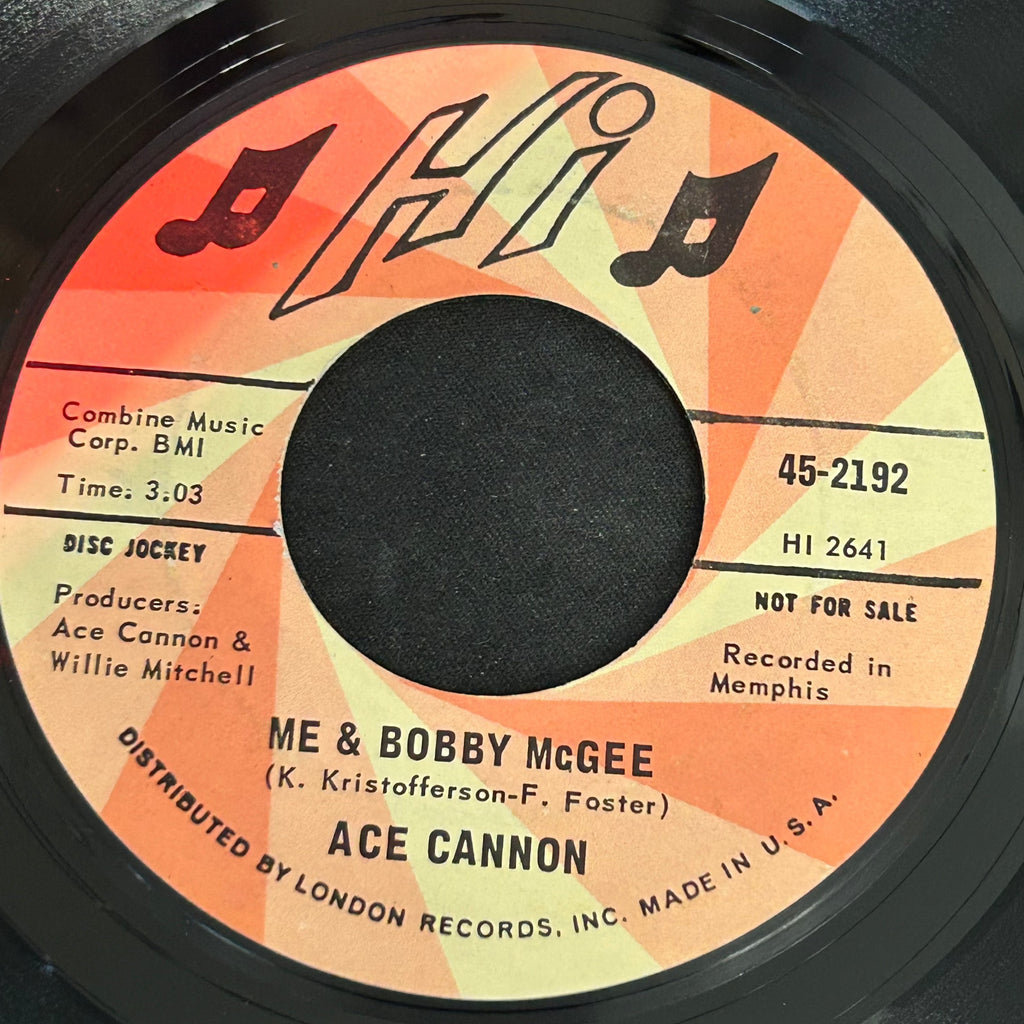 Hi
Combine Music
Corp. BMI
Time: 3:03
DISC JOCKEY
Producers:
Ace Cannon &
Willie Mitchell
45-2192
HI 2641
NOT FOR SALE
Recorded in
Memphis
ME & BOBBY McGEE
(K. Kristofferson-F. Foster)
ACE CANNON
DISTRIBUTED BY LONDON RECORDS, INC. MADE IN U.S.A.